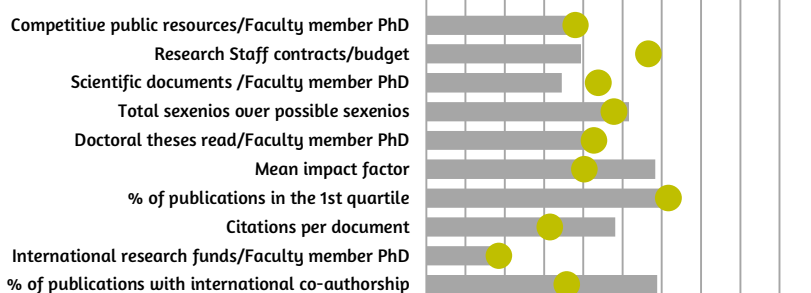 Competitive public resources/Faculty member PhD
Research Staff contracts/budget
Scientific documents /Faculty member PhD
Total sexenios over possible sexenios
Doctoral theses read/Faculty member PhD
Mean impact factor
% of publications in the 1st quartile
Citations per document
International research funds/Faculty member PhD
% of publications with international co-authorship